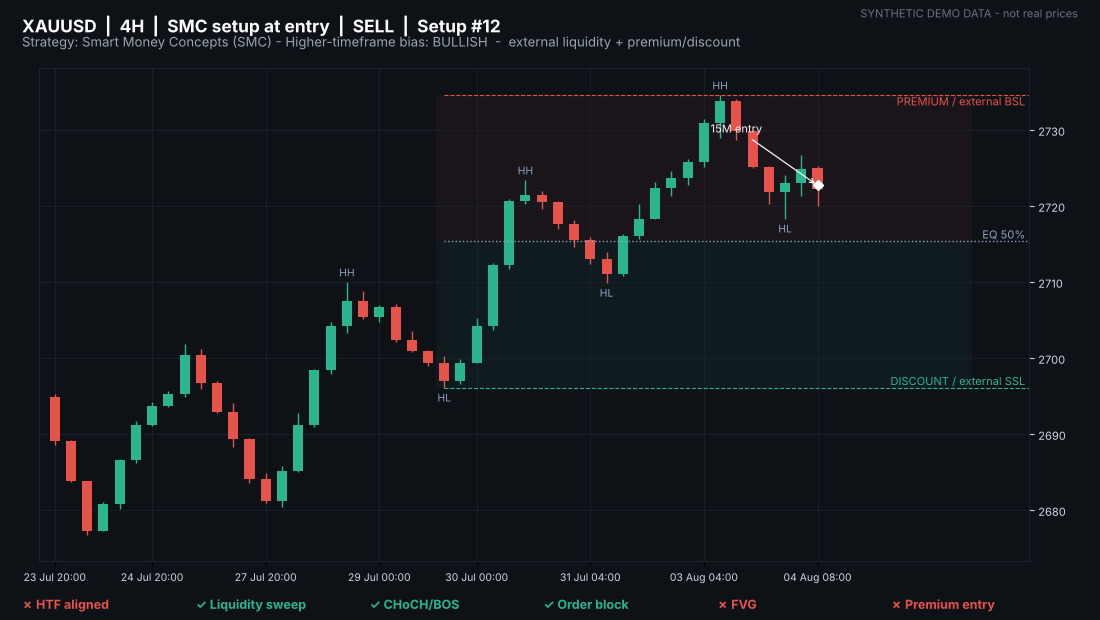 XAUUSD | 4H | SMC setup at entry | SELL | Setup #12
SYNTHETIC DEMO DATA - not real prices
Strategy: Smart Money Concepts (SMC) - Higher-timeframe bias: BULLISH - external liquidity + premium/discount
HH
PREMIUM / external BSL
15M entry
2730
HH
2720
HL
EQ 50%
HH
2710
HL
2700
DISCOUNT / external SSL
HL
2690
2680
23 Jul 20:00 24 Jul 20:00 27 Jul 20:00 29 Jul 00:00 30 Jul 00:00 31 Jul 04:00 03 Aug 04:00 04 Aug 08:00
× HTF aligned ✓ Liquidity sweep ✓ CHoCH/BOS ✓ Order block × FVG × Premium entry